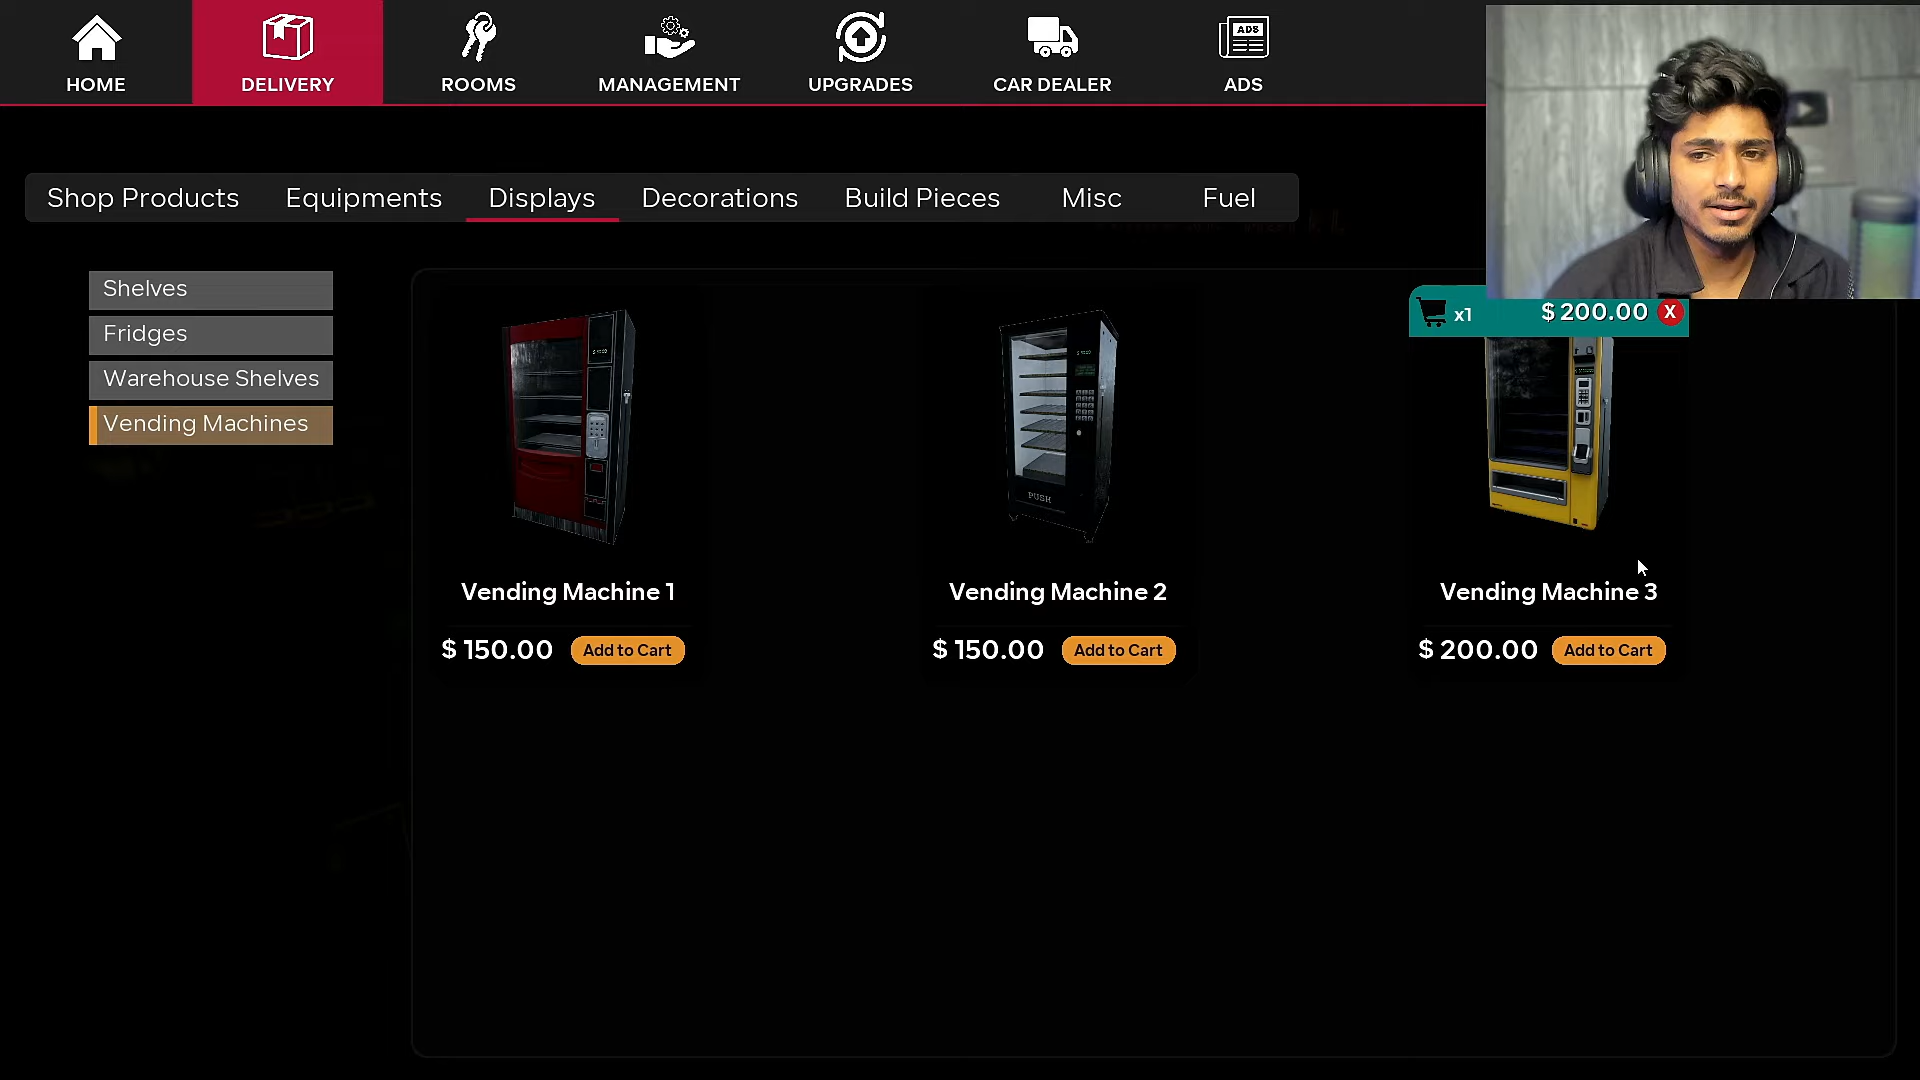 HOME
DELIVERY
ROOMS
MANAGEMENT
UPGRADES
CAR DEALER
ADS
ADS
Shop Products
Equipments
Displays
Decorations
Build Pieces
Misc
Fuel
Shelves
Fridges
Warehouse Shelves
Vending Machines
x1
$ 200.00
X
PUSH
Vending Machine 1
Vending Machine 2
Vending Machine 3
$ 150.00
Add to Cart
$ 150.00
Add to Cart
$ 200.00
Add to Cart